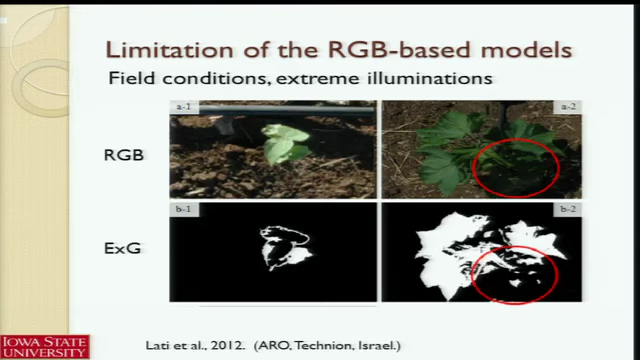 Limitation of the RGB-based models
Field conditions, extreme illuminations
a-1
a-2
RGB
b-1
b-2
ExG
IOWA STATE
UNIVERSITY
Lati et al., 2012. (ARO, Technion, Israel.)